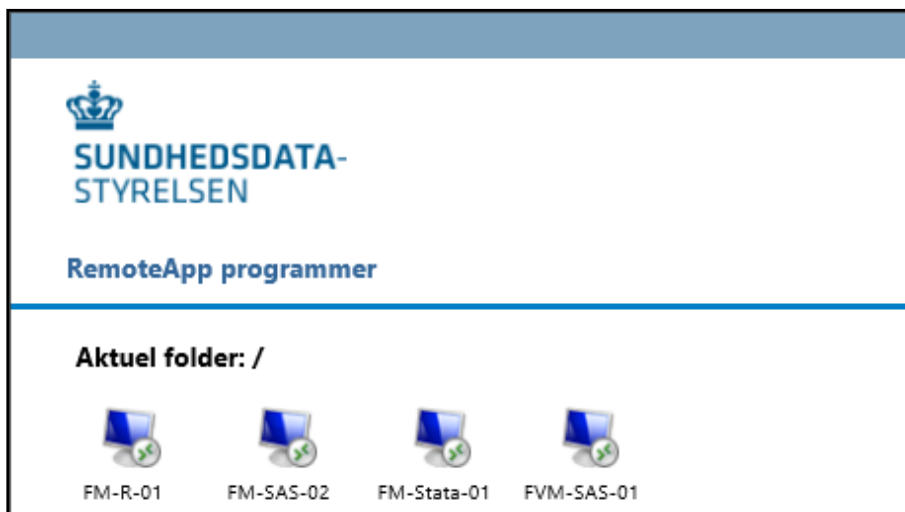 SUNDHEDSDATA-
STYRELSEN
RemoteApp programmer
Aktuel folder: /
FM-R-01 FM-SAS-02 FM-Stata-01 FVM-SAS-01